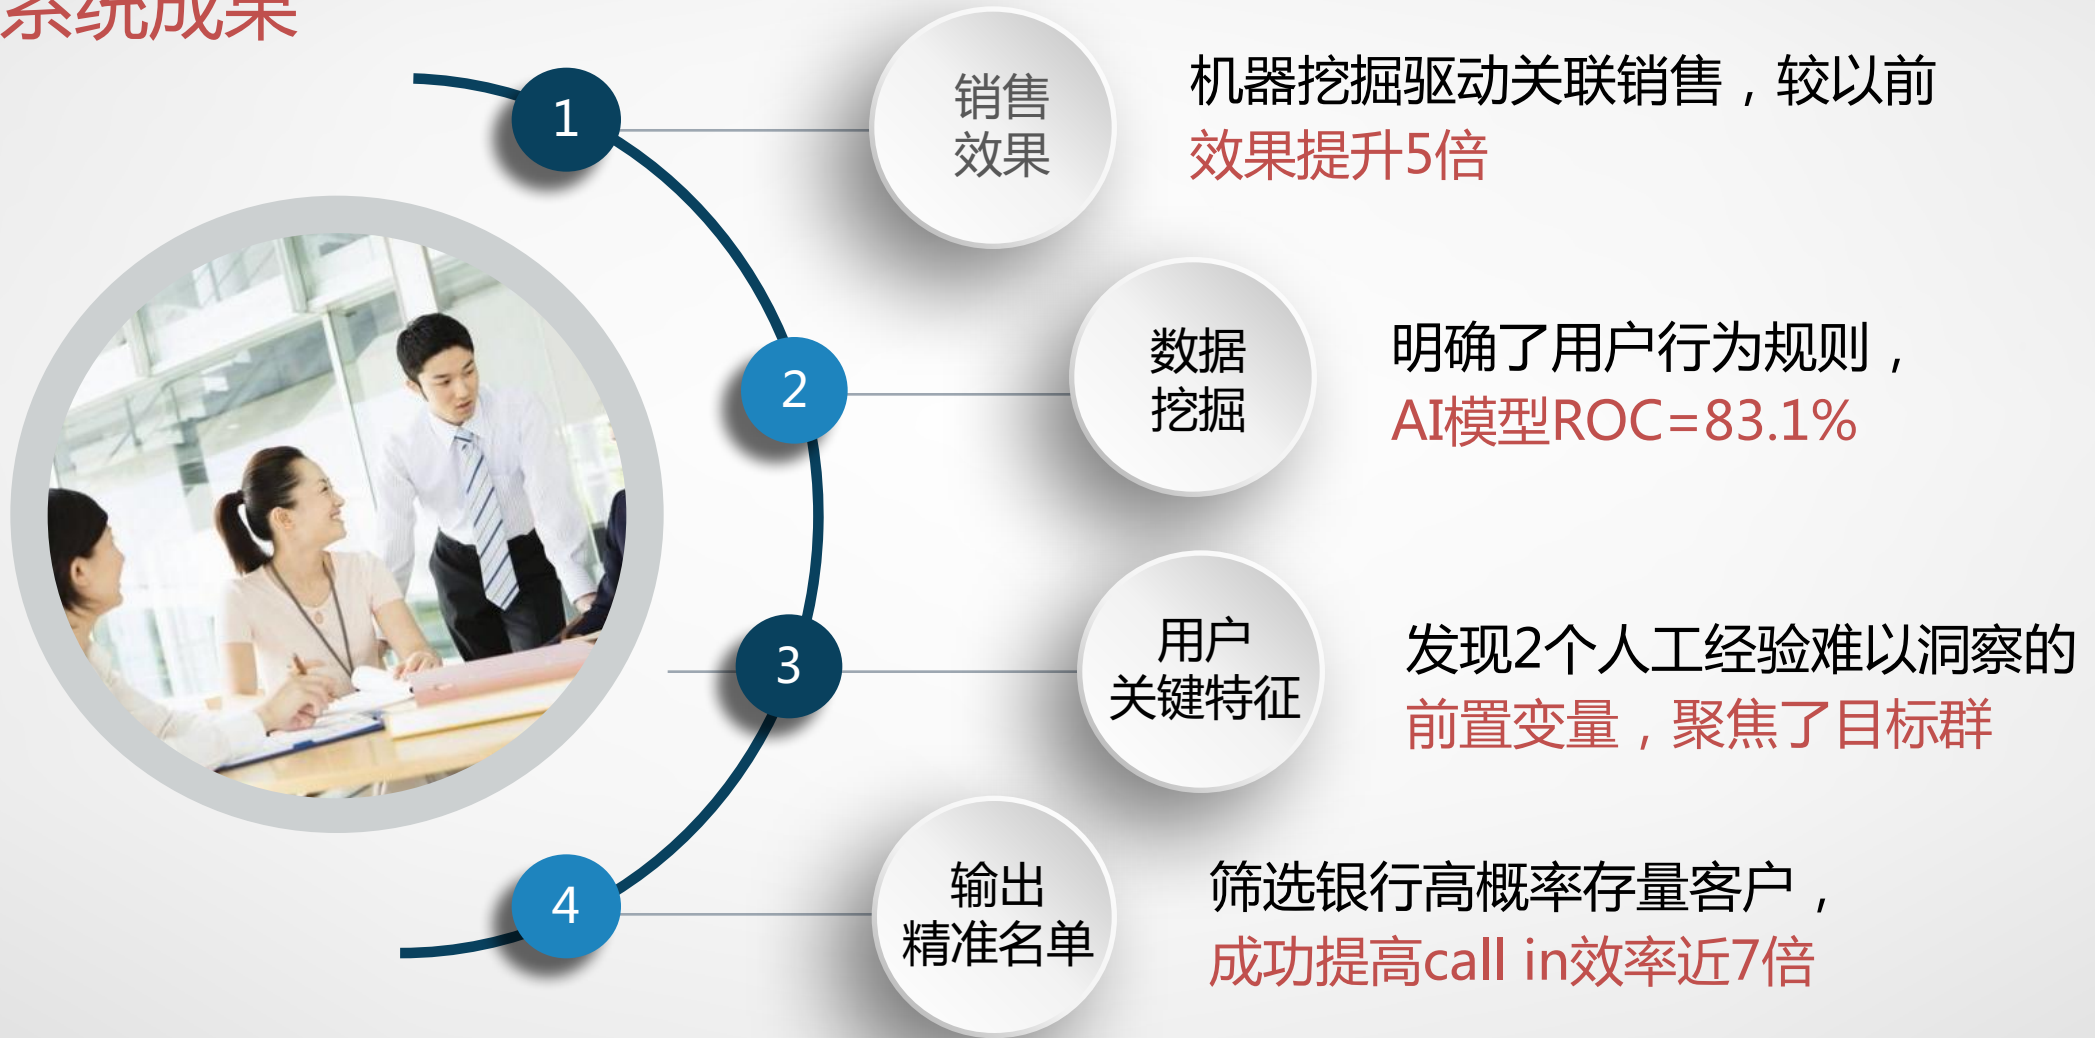 系统成果
1
销售
效果
机器挖掘驱动关联销售，较以前
效果提升5倍
2
数据
挖掘
明确了用户行为规则，
AI模型ROC=83.1%
3
用户
关键特征
发现2个人工经验难以洞察的
前置变量，聚焦了目标群
4
输出
精准名单
筛选银行高概率存量客户，
成功提高call in效率近7倍